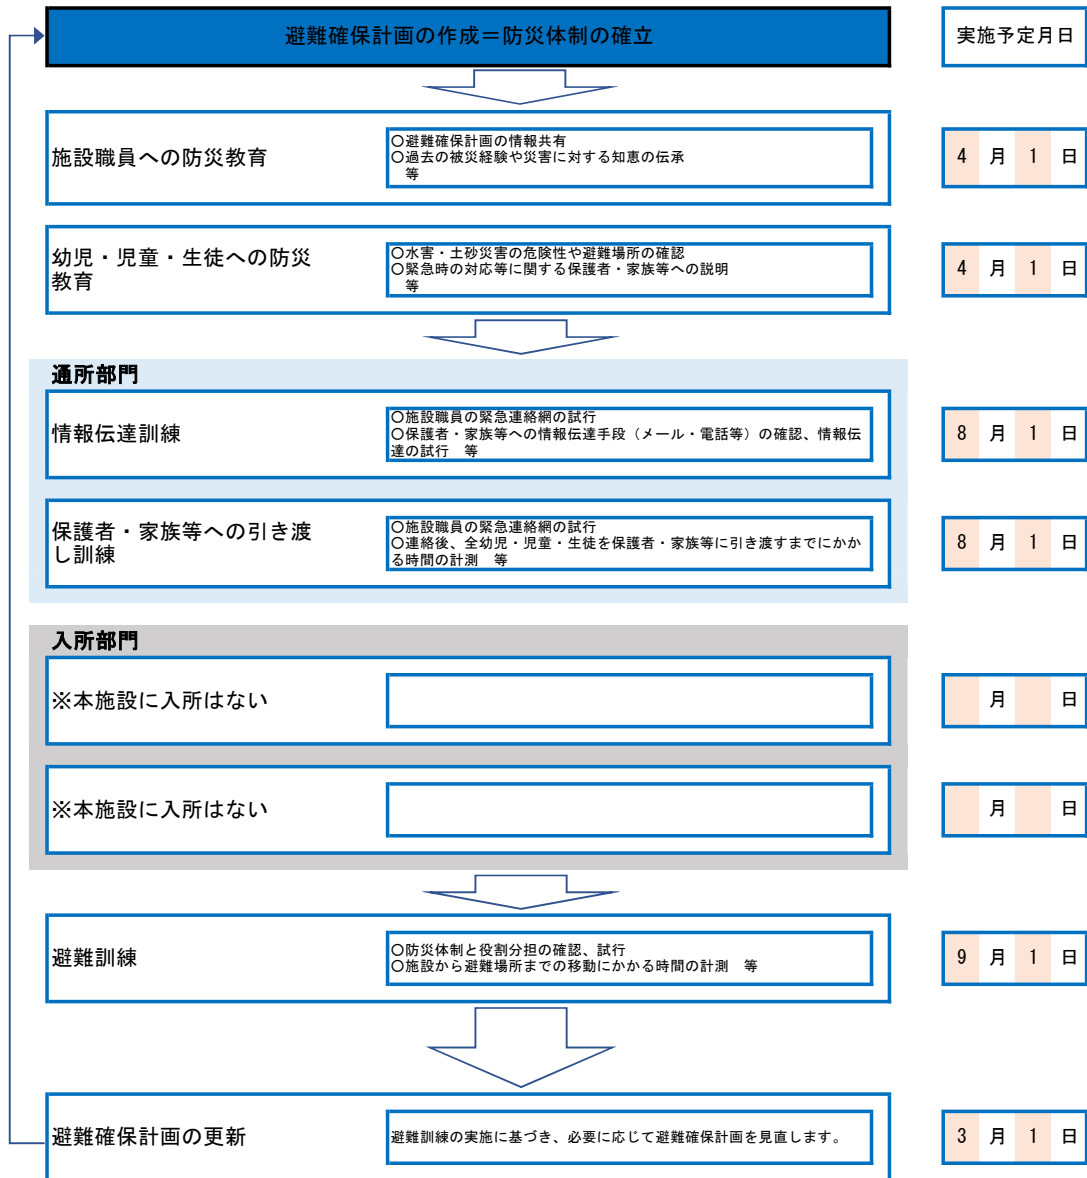 避難確保計画の作成＝防災体制の確立
実施予定月日
施設職員への防災教育
〇避難確保計画の情報共有
〇過去の被災経験や災害に対する知恵の伝承
等
4 月 1 日
幼児・児童・生徒への防災
教育
〇水害・土砂災害の危険性や避難場所の確認
〇緊急時の対応等に関する保護者・家族等への説明
等
4 月 1 日
通所部門
情報伝達訓練
〇施設職員の緊急連絡網の試行
〇保護者・家族等への情報伝達手段（メール・電話等）の確認、情報伝
達の試行　等
8 月 1 日
保護者・家族等への引き渡
し訓練
〇施設職員の緊急連絡網の試行
〇連絡後、全幼児・児童・生徒を保護者・家族等に引き渡すまでにかか
る時間の計測　等
8 月 1 日
入所部門
※本施設に入所はない
月 日
※本施設に入所はない
月 日
避難訓練
〇防災体制と役割分担の確認、試行
〇施設から避難場所までの移動にかかる時間の計測　等
9 月 1 日
避難確保計画の更新
避難訓練の実施に基づき、必要に応じて避難確保計画を見直します。
3 月 1 日